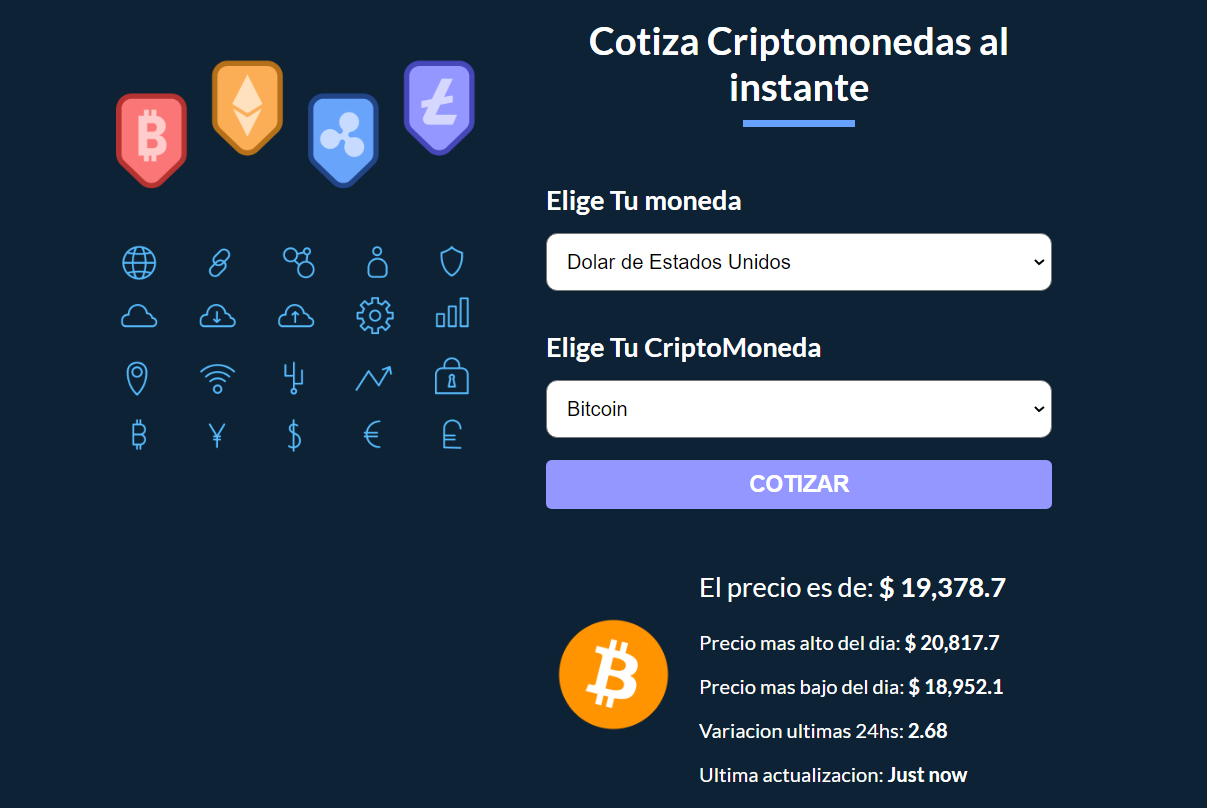 Cotiza Criptomonedas al
instante
Elige Tu moneda
Dolar de Estados Unidos
Elige Tu CriptoMoneda
Bitcoin
COTIZAR
El precio es de: $ 19,378.7
Precio mas alto del dia: $ 20,817.7
Precio mas bajo del dia: $ 18,952.1
Variacion ultimas 24hs: 2.68
Ultima actualizacion: Just now